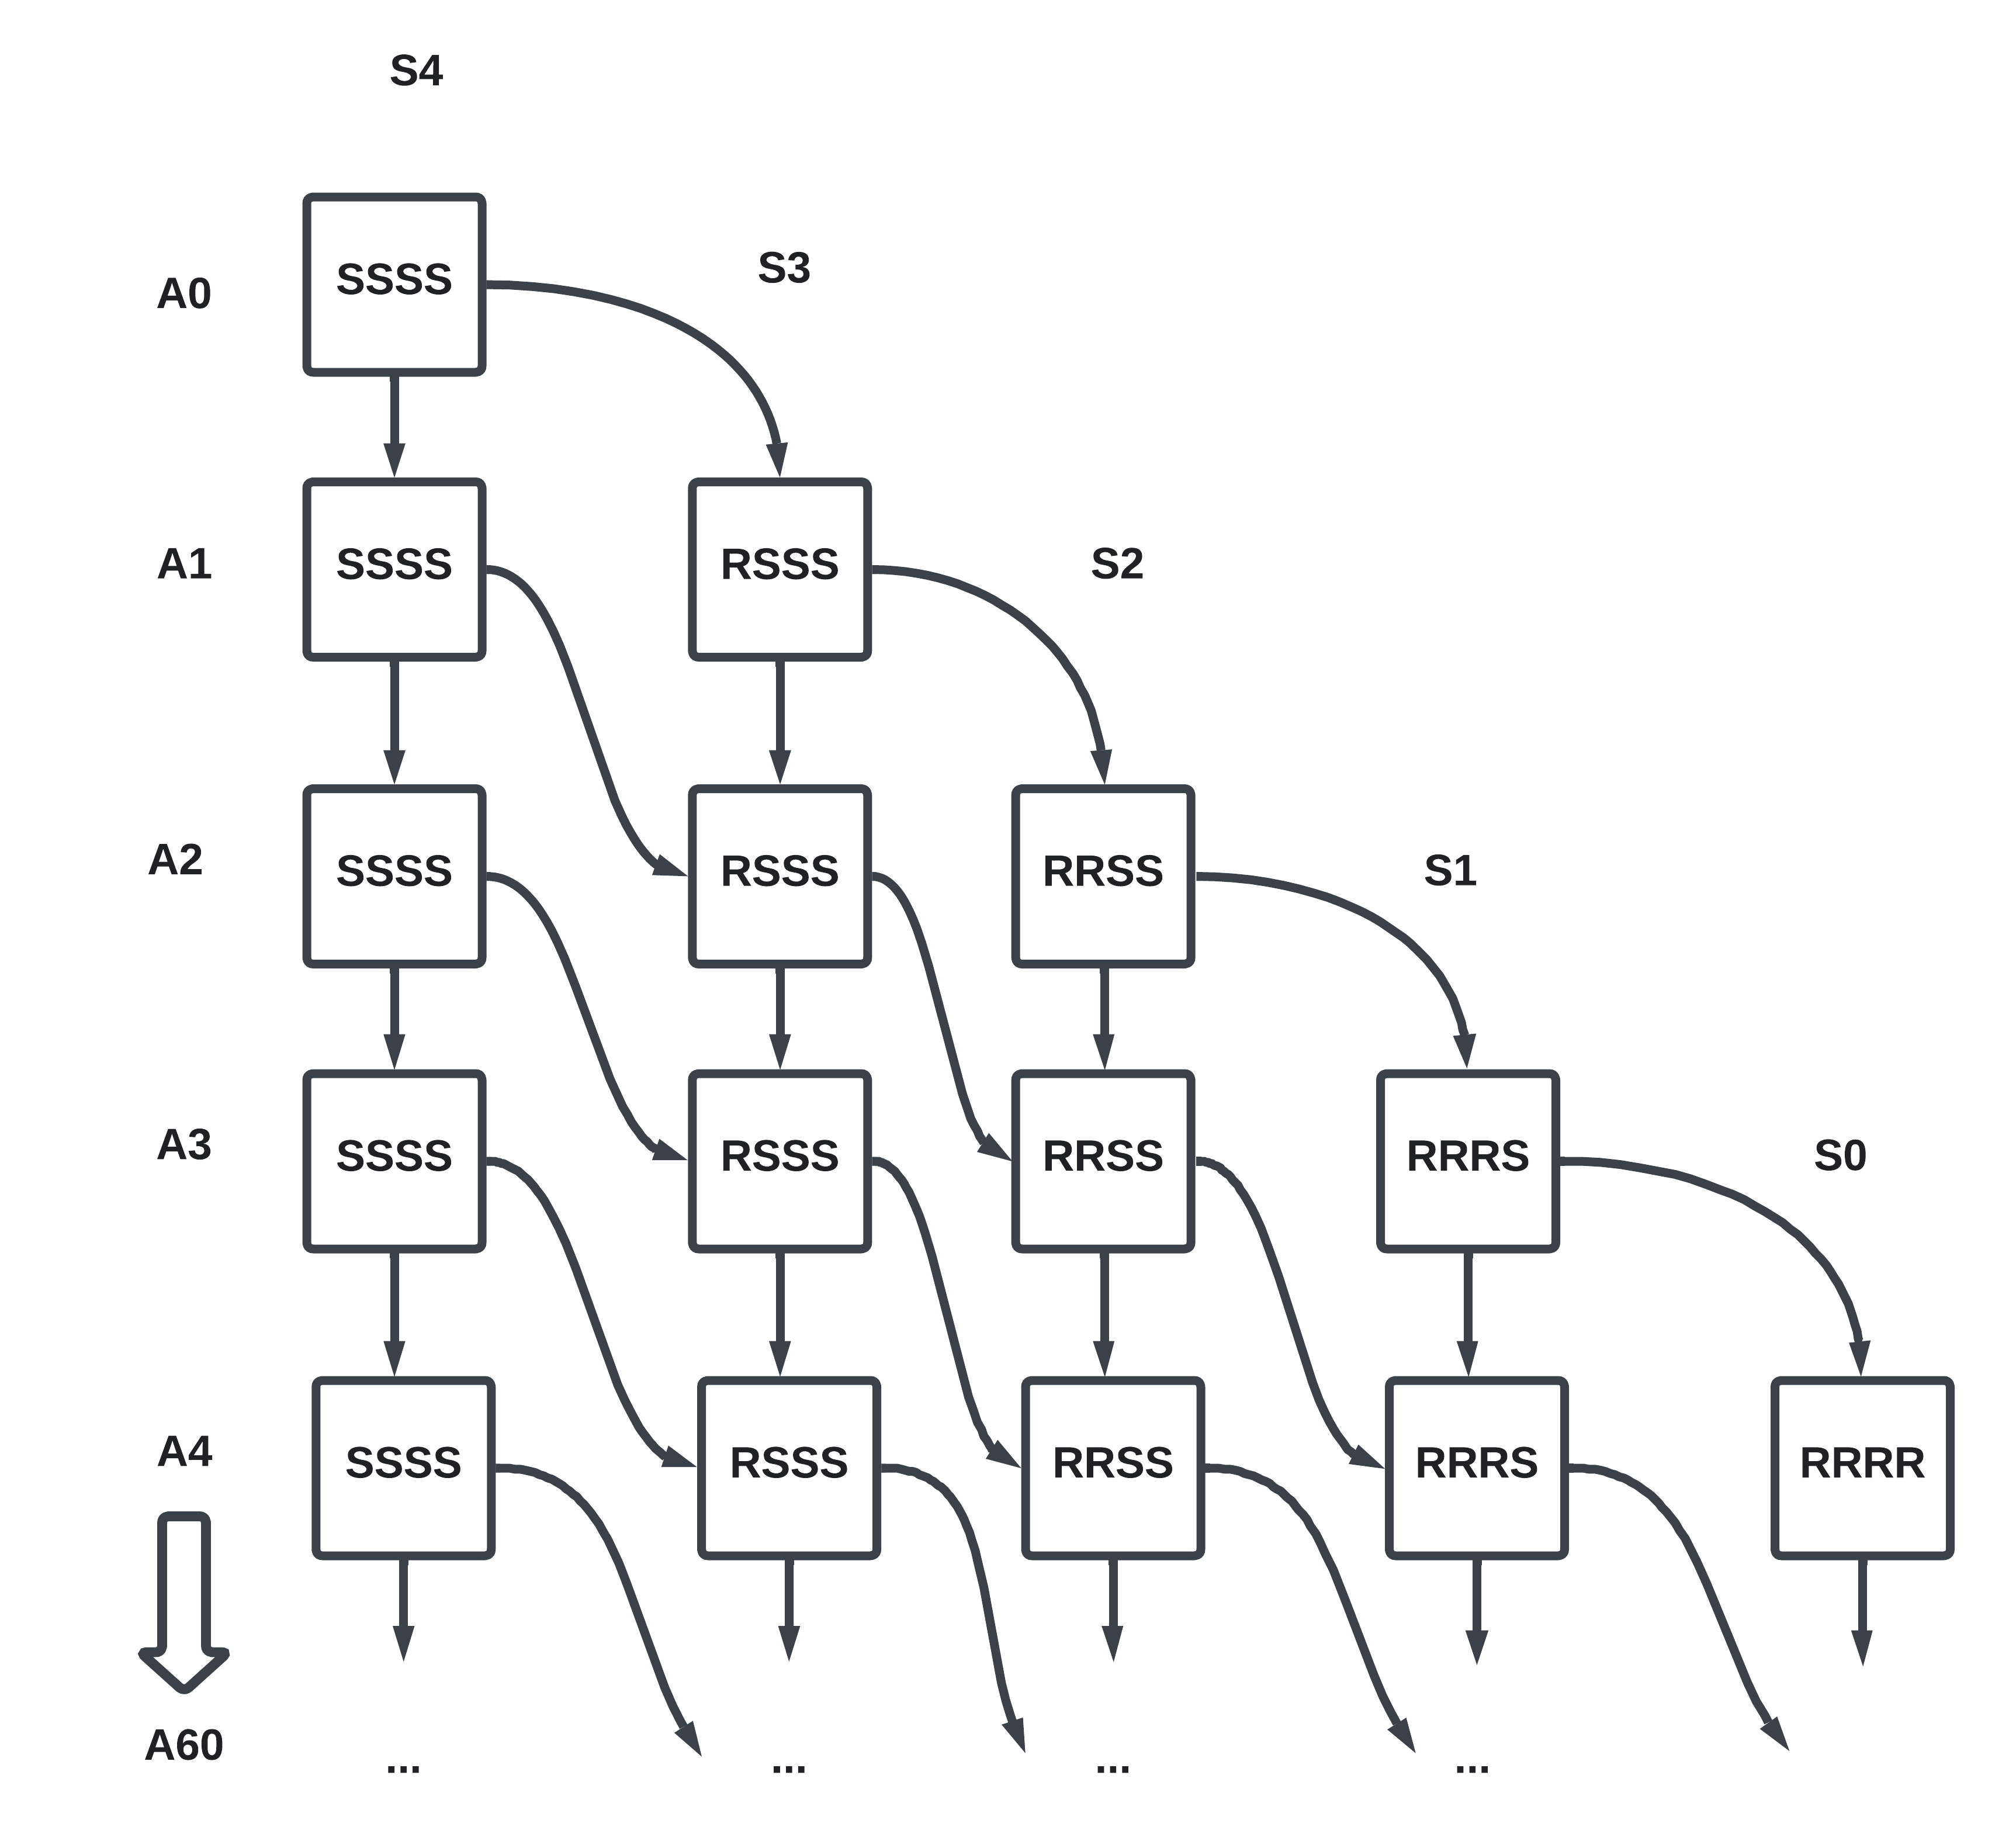 S4
A0 SSSS S3
A1 SSSS RSSS S2
A2 SSSS RSSS RRSS S1
A3 SSSS RSSS RRSS RRRS S0
A4 SSSS RSSS RRSS RRRS RRRR
A60 ... ... ... ...